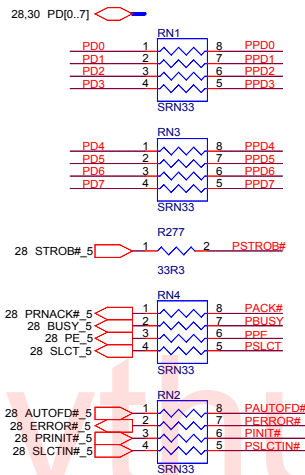 28,30 PD[0..7]
RN1
PD0 1 8 PPD0
PD1 2 7 PPD1
PD2 3 6 PPD2
PD3 4 5 PPD3
SRN33
RN3
PD4 1 8 PPD4
PD5 2 7 PPD5
PD6 3 6 PPD6
PD7 4 5 PPD7
SRN33
R277
28 STROB#_5 1 2 PSTROB#
33R3
RN4
28 PRNACK#_5 1 8 PACK#
28 BUSY_5 2 7 PBUSY
28 PE_5 3 6 PPE
28 SLCT_5 4 5 PSLCT
SRN33
RN2
28 AUTOFD#_5 1 8 PAUTOFD#
28 ERROR#_5 2 7 PERROR#
28 PRINIT#_5 3 6 PINIT#
28 SLCTIN#_5 4 5 PSLCTIN#
SRN33